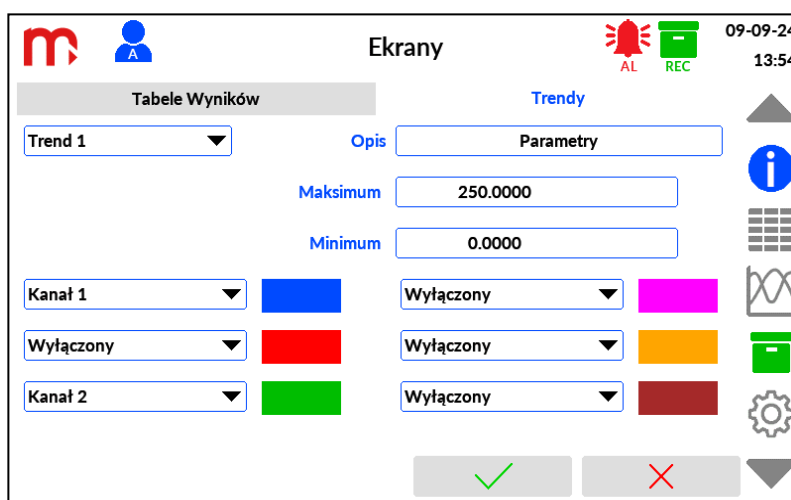 m
A
Ekrany
AL
REC
09-09-24
13:54
Tabele Wyników
Trendy
Trend 1
Opis
Parametry
Maksimum
250.0000
Minimum
0.0000
Kanał 1
Wyłączony
Wyłączony
Wyłączony
Kanał 2
Wyłączony